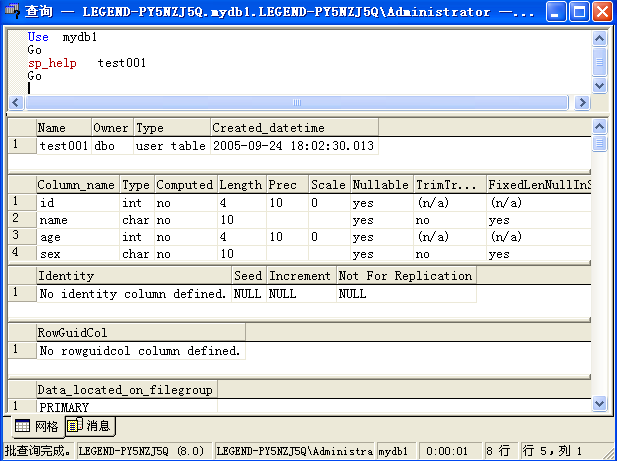 查询 — LEGEND-PY5NZJ5Q.mydb1.LEGEND-PY5NZJ5Q\Administrator —...
Use mydb1
Go
sp_help test001
Go
Name Owner Type Created_datetime
1 test001 dbo user table 2005-09-24 18:02:30.013
Column_name Type Computed Length Prec Scale Nullable TrimTr... FixedLenNullInS
1 id int no 4 10 0 yes (n/a) (n/a)
2 name char no 10 yes no yes
3 age int no 4 10 0 yes (n/a) (n/a)
4 sex char no 10 yes no yes
Identity Seed Increment Not For Replication
1 No identity column defined. NULL NULL NULL
RowGuidCol
1 No rowguidcol column defined.
Data_located_on_filegroup
1 PRIMARY
网格 消息
批查询完成。 LEGEND-PY5NZJ5Q (8.0) LEGEND-PY5NZJ5Q\Administra mydb1 0:00:01 8 行 行 5, 列 1